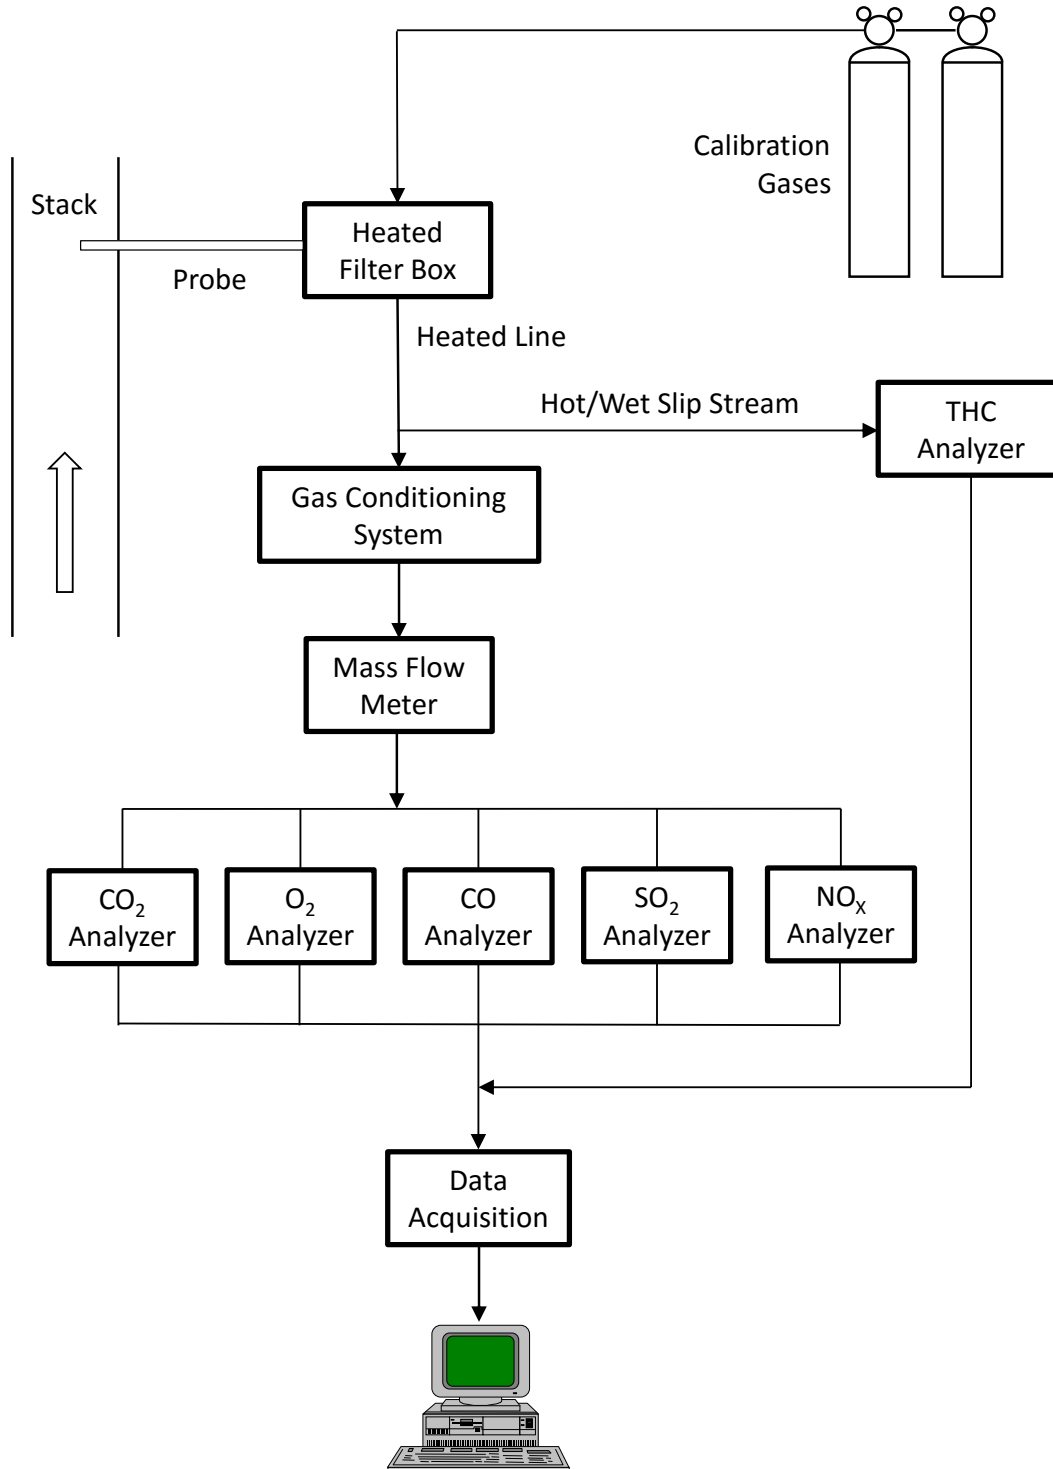 Calibration
Gases
Stack
Heated
Filter Box
Probe
Heated Line
Hot/Wet Slip Stream
THC
Analyzer
Gas Conditioning
System
Mass Flow
Meter
CO₂
Analyzer
O₂
Analyzer
CO
Analyzer
SO₂
Analyzer
NOₓ
Analyzer
Data
Acquisition